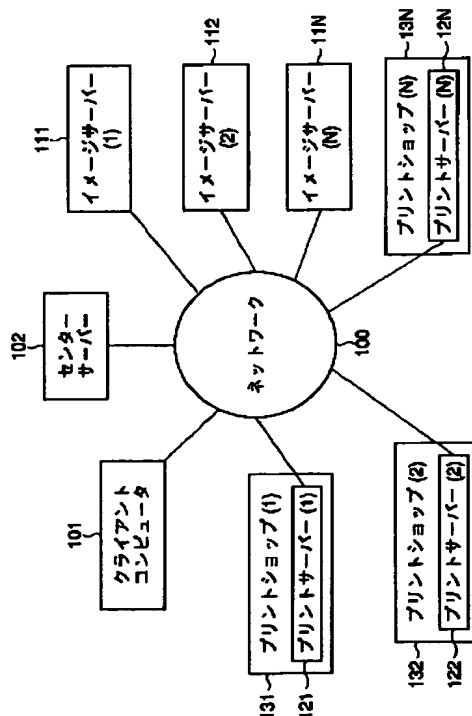 102
センター
サーバー
101
クライアント
コンピュータ
111
イメージサーバー
(1)
112
イメージサーバー
(2)
11N
イメージサーバー
(N)
ネットワーク
100
131
プリントショップ (1)
121
プリントサーバー (1)
132
プリントショップ (2)
122
プリントサーバー (2)
13N
プリントショップ (N)
12N
プリントサーバー (N)